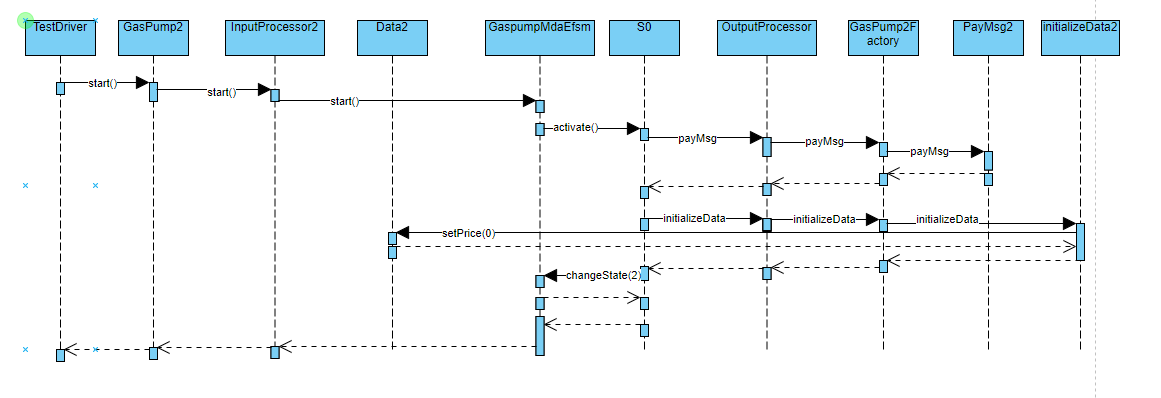 TestDriver
GasPump2
InputProcessor2
Data2
GaspumpMdaEfsm
S0
OutputProcessor
GasPump2F
actory
PayMsg2
initializeData2
start()
start()
start()
activate()
payMsg
payMsg
payMsg
initializeData
initializeData
initializeData
setPrice(0)
changeState(2)